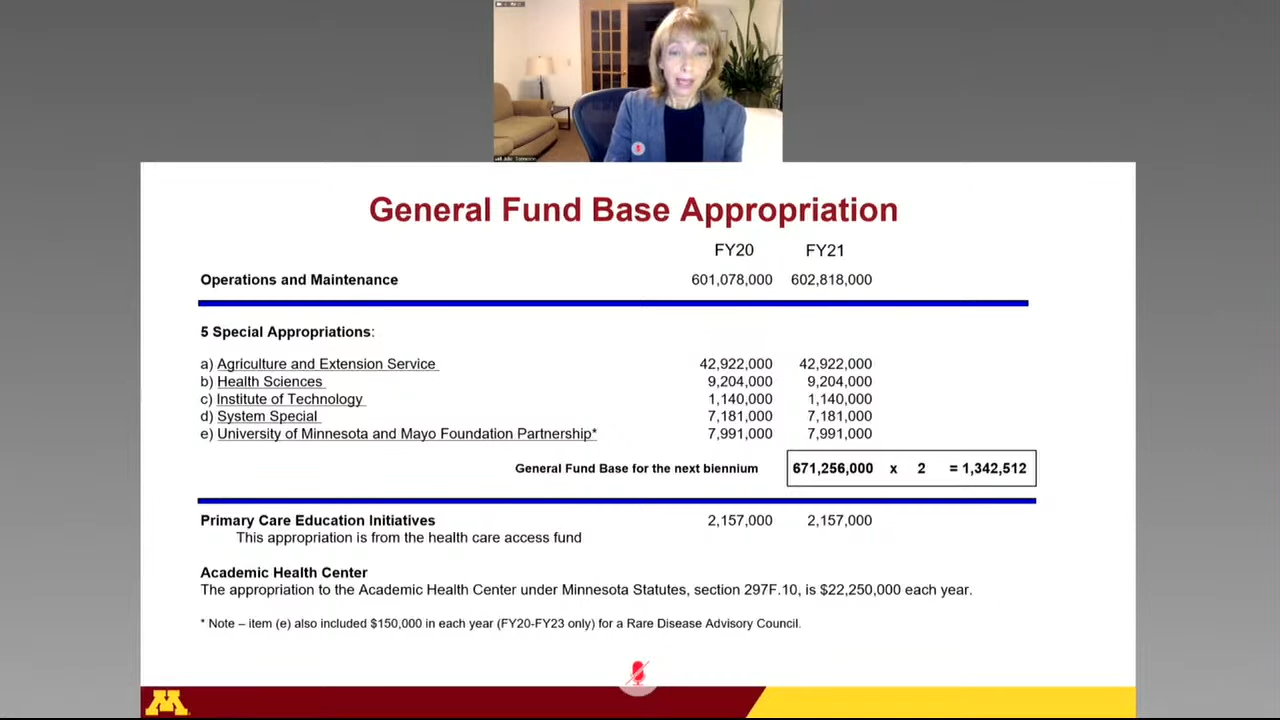 General Fund Base Appropriation
FY20 FY21
Operations and Maintenance 601,078,000 602,818,000
5 Special Appropriations:
a) Agriculture and Extension Service 42,922,000 42,922,000
b) Health Sciences 9,204,000 9,204,000
c) Institute of Technology 1,140,000 1,140,000
d) System Special 7,181,000 7,181,000
e) University of Minnesota and Mayo Foundation Partnership* 7,991,000 7,991,000
General Fund Base for the next biennium 671,256,000 x 2 = 1,342,512
Primary Care Education Initiatives 2,157,000 2,157,000
This appropriation is from the health care access fund
Academic Health Center
The appropriation to the Academic Health Center under Minnesota Statutes, section 297F.10, is $22,250,000 each year.
* Note – item (e) also included $150,000 in each year (FY20-FY23 only) for a Rare Disease Advisory Council.
M